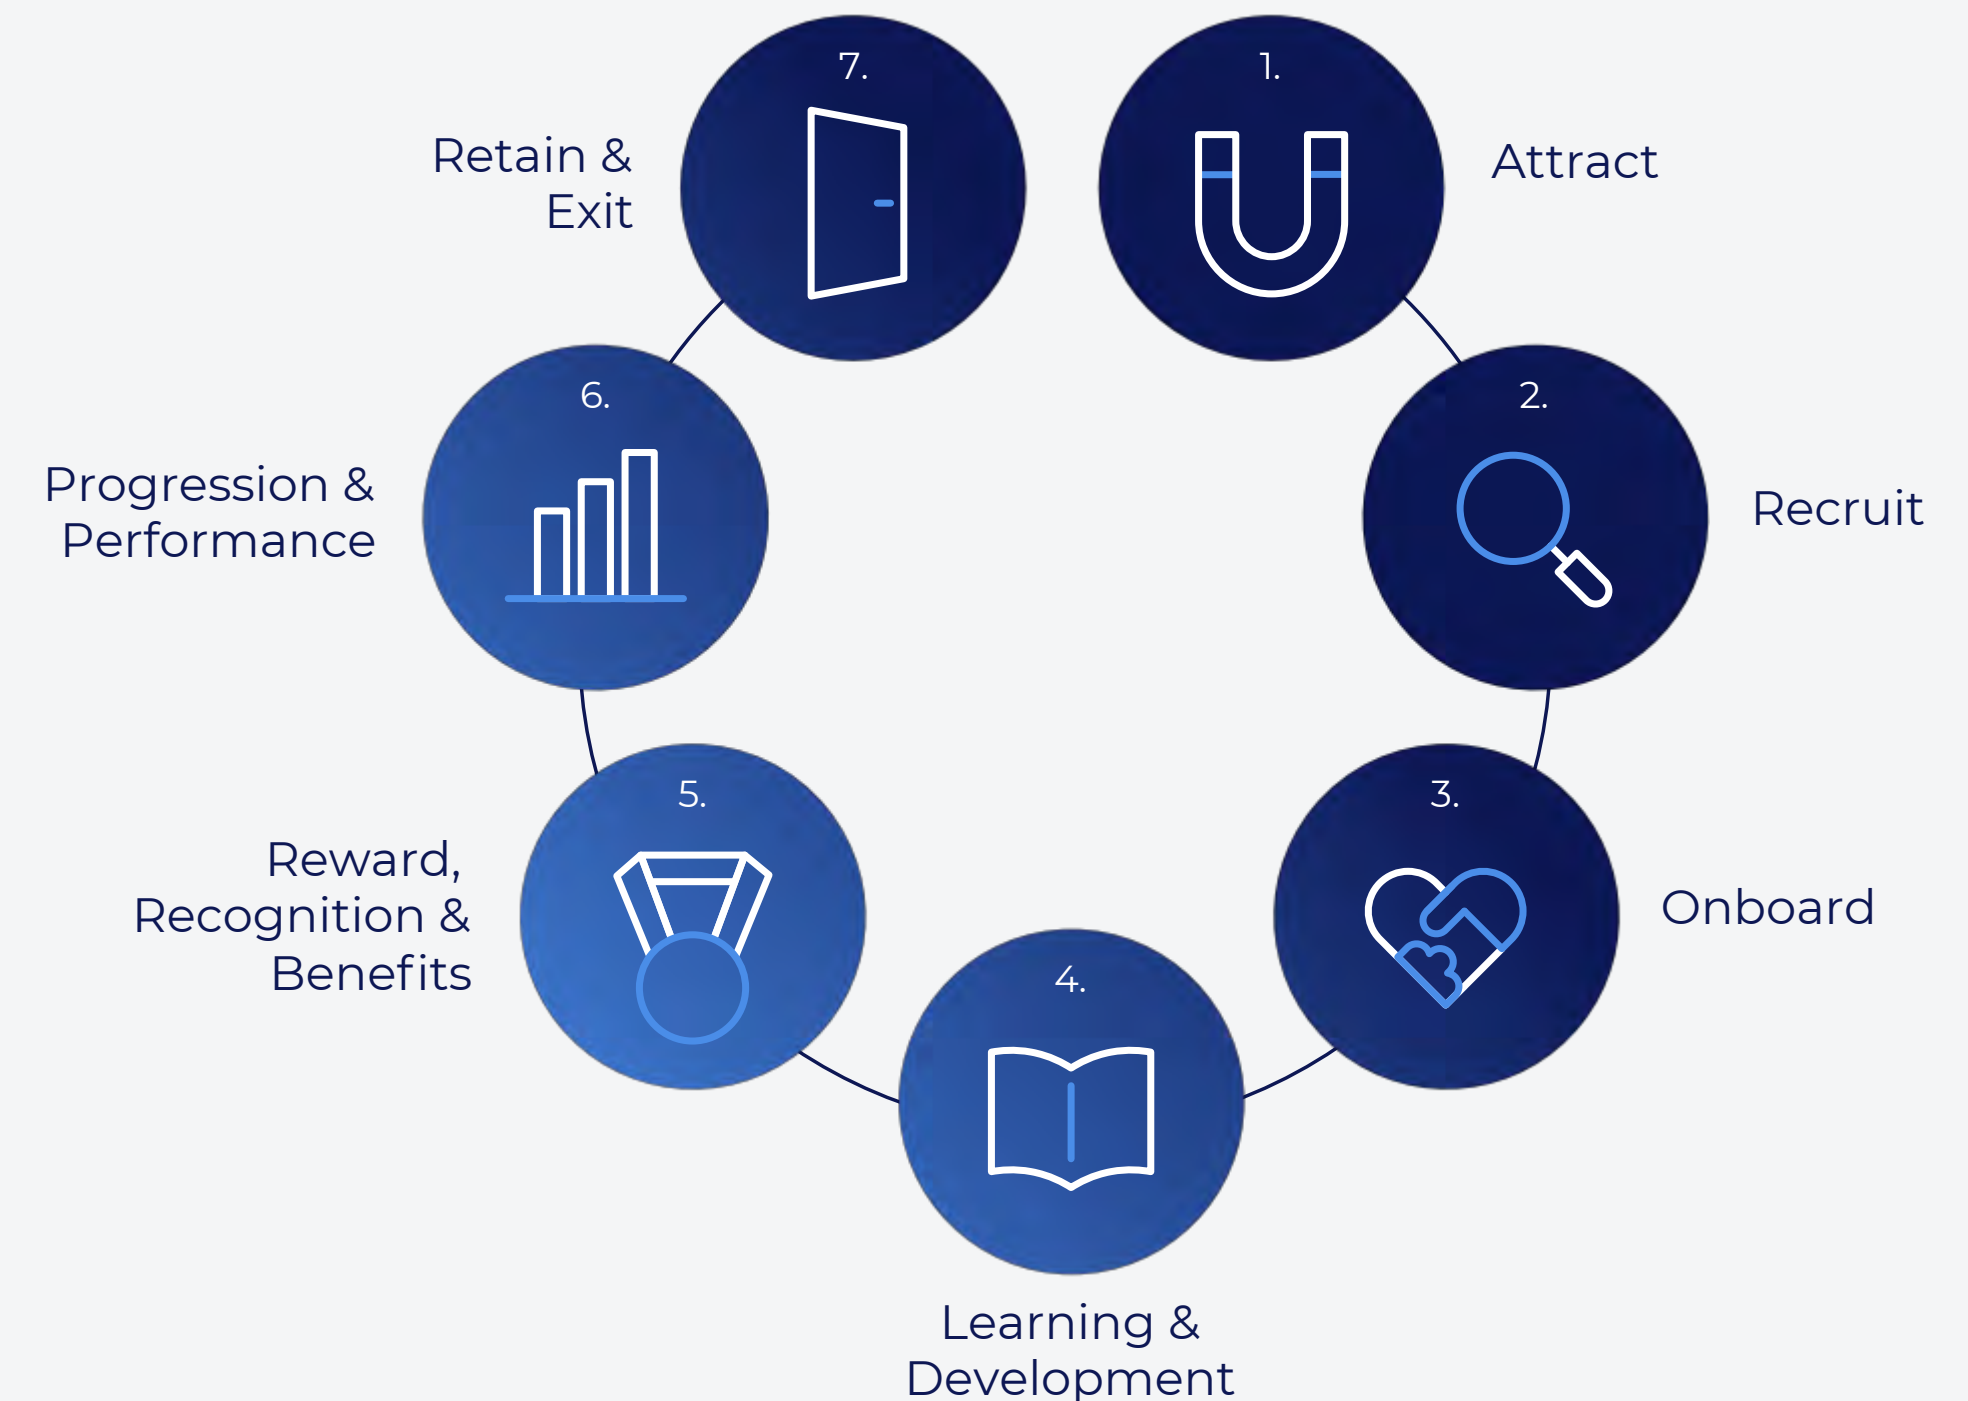 1.
Attract
2.
Recruit
3.
Onboard
4.
Learning &
Development
5.
Reward,
Recognition &
Benefits
6.
Progression &
Performance
7.
Retain &
Exit